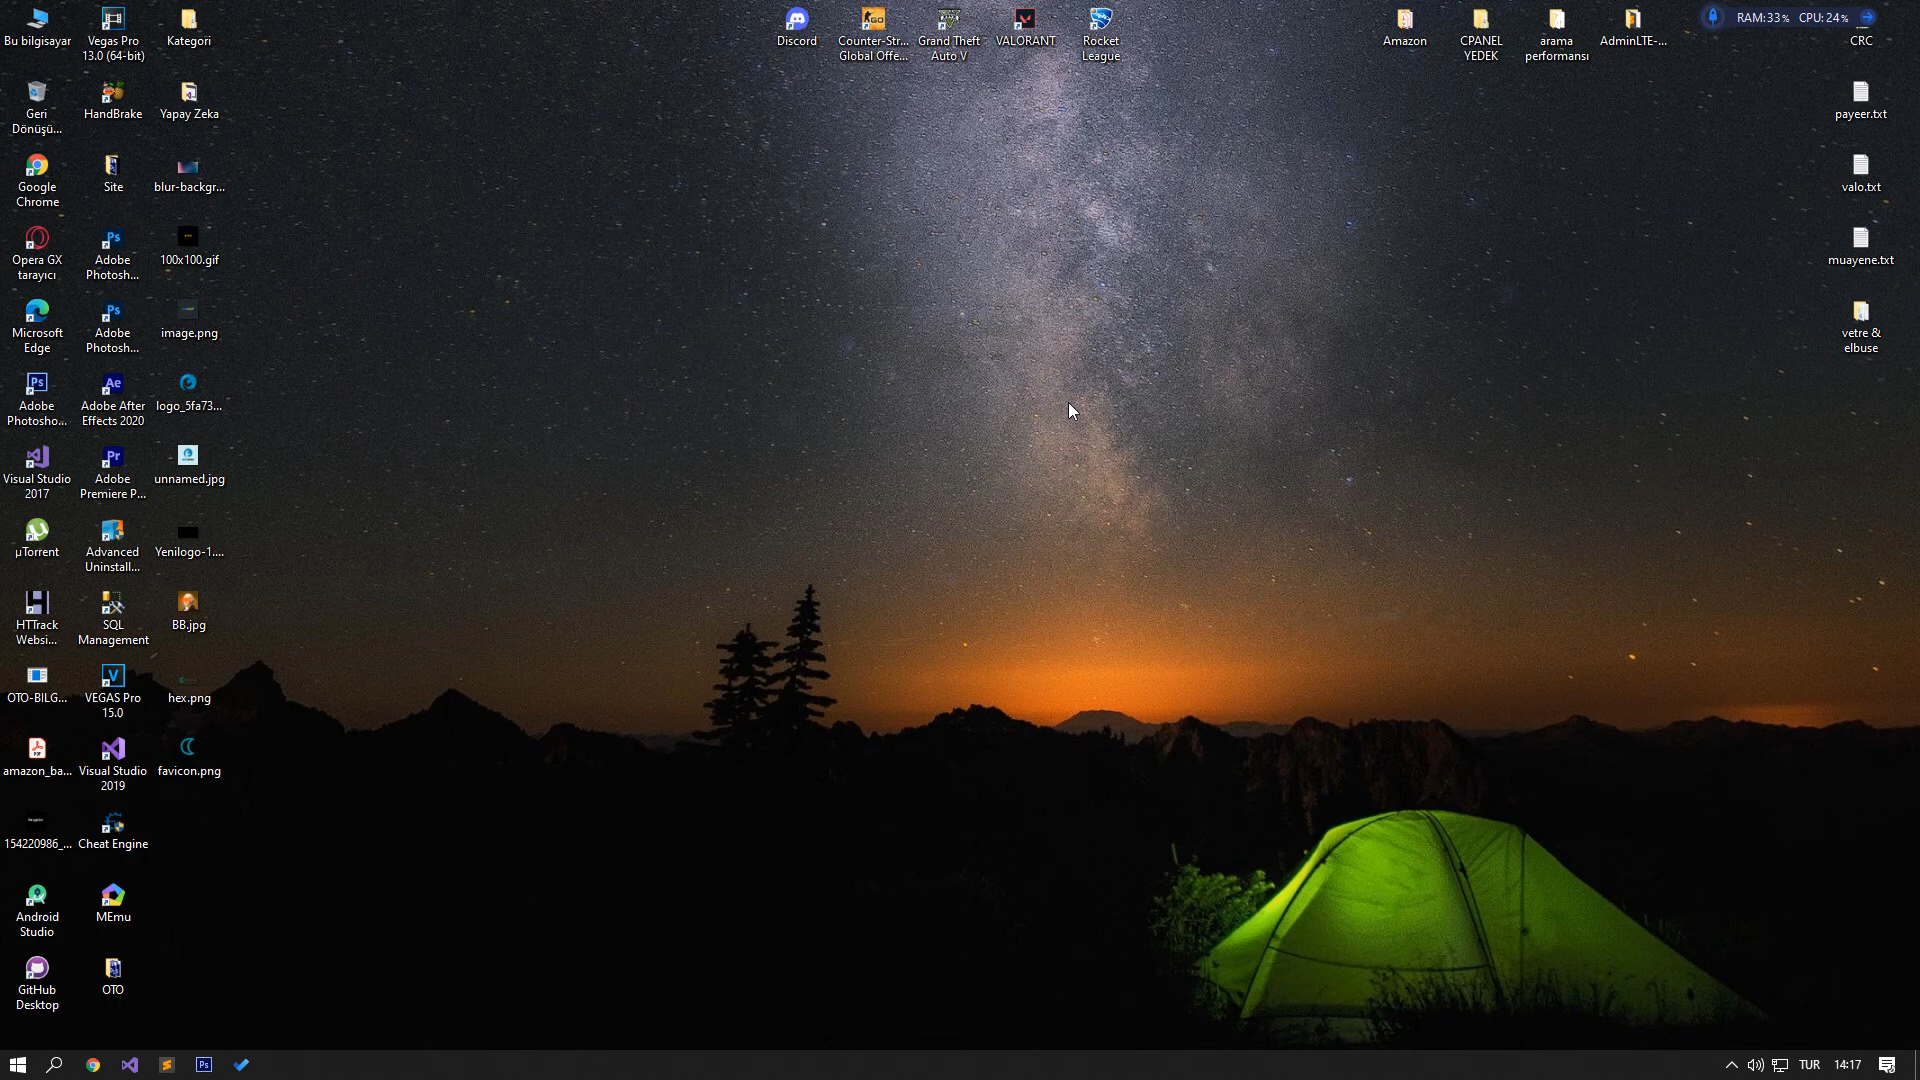 Bu bilgisayar
Vegas Pro
13.0 (64-bit)
Kategori
Discord
Counter-Str...
Global Offe...
Grand Theft
Auto V
VALORANT
Rocket
League
Amazon
CPANEL
YEDEK
arama
performansı
AdminLTE-...
RAM:33% CPU:24%
CRC
Geri
Dönüşü...
HandBrake
Yapay Zeka
payeer.txt
Google
Chrome
Site
blur-backgr...
valo.txt
Opera GX
tarayıcı
Adobe
Photosh...
100x100.gif
muayene.txt
Microsoft
Edge
Adobe
Photosh...
image.png
vetre &
elbuse
Adobe
Photosho...
Adobe After
Effects 2020
logo_5fa73...
Visual Studio
2017
Adobe
Premiere P...
unnamed.jpg
µTorrent
Advanced
Uninstall...
Yenilogo-1....
HTTrack
Websi...
SQL
Management
BB.jpg
OTO-BILG...
VEGAS Pro
15.0
hex.png
amazon_ba...
Visual Studio
2019
favicon.png
154220986_...
Cheat Engine
Android
Studio
MEmu
GitHub
Desktop
OTO
TUR
14:17